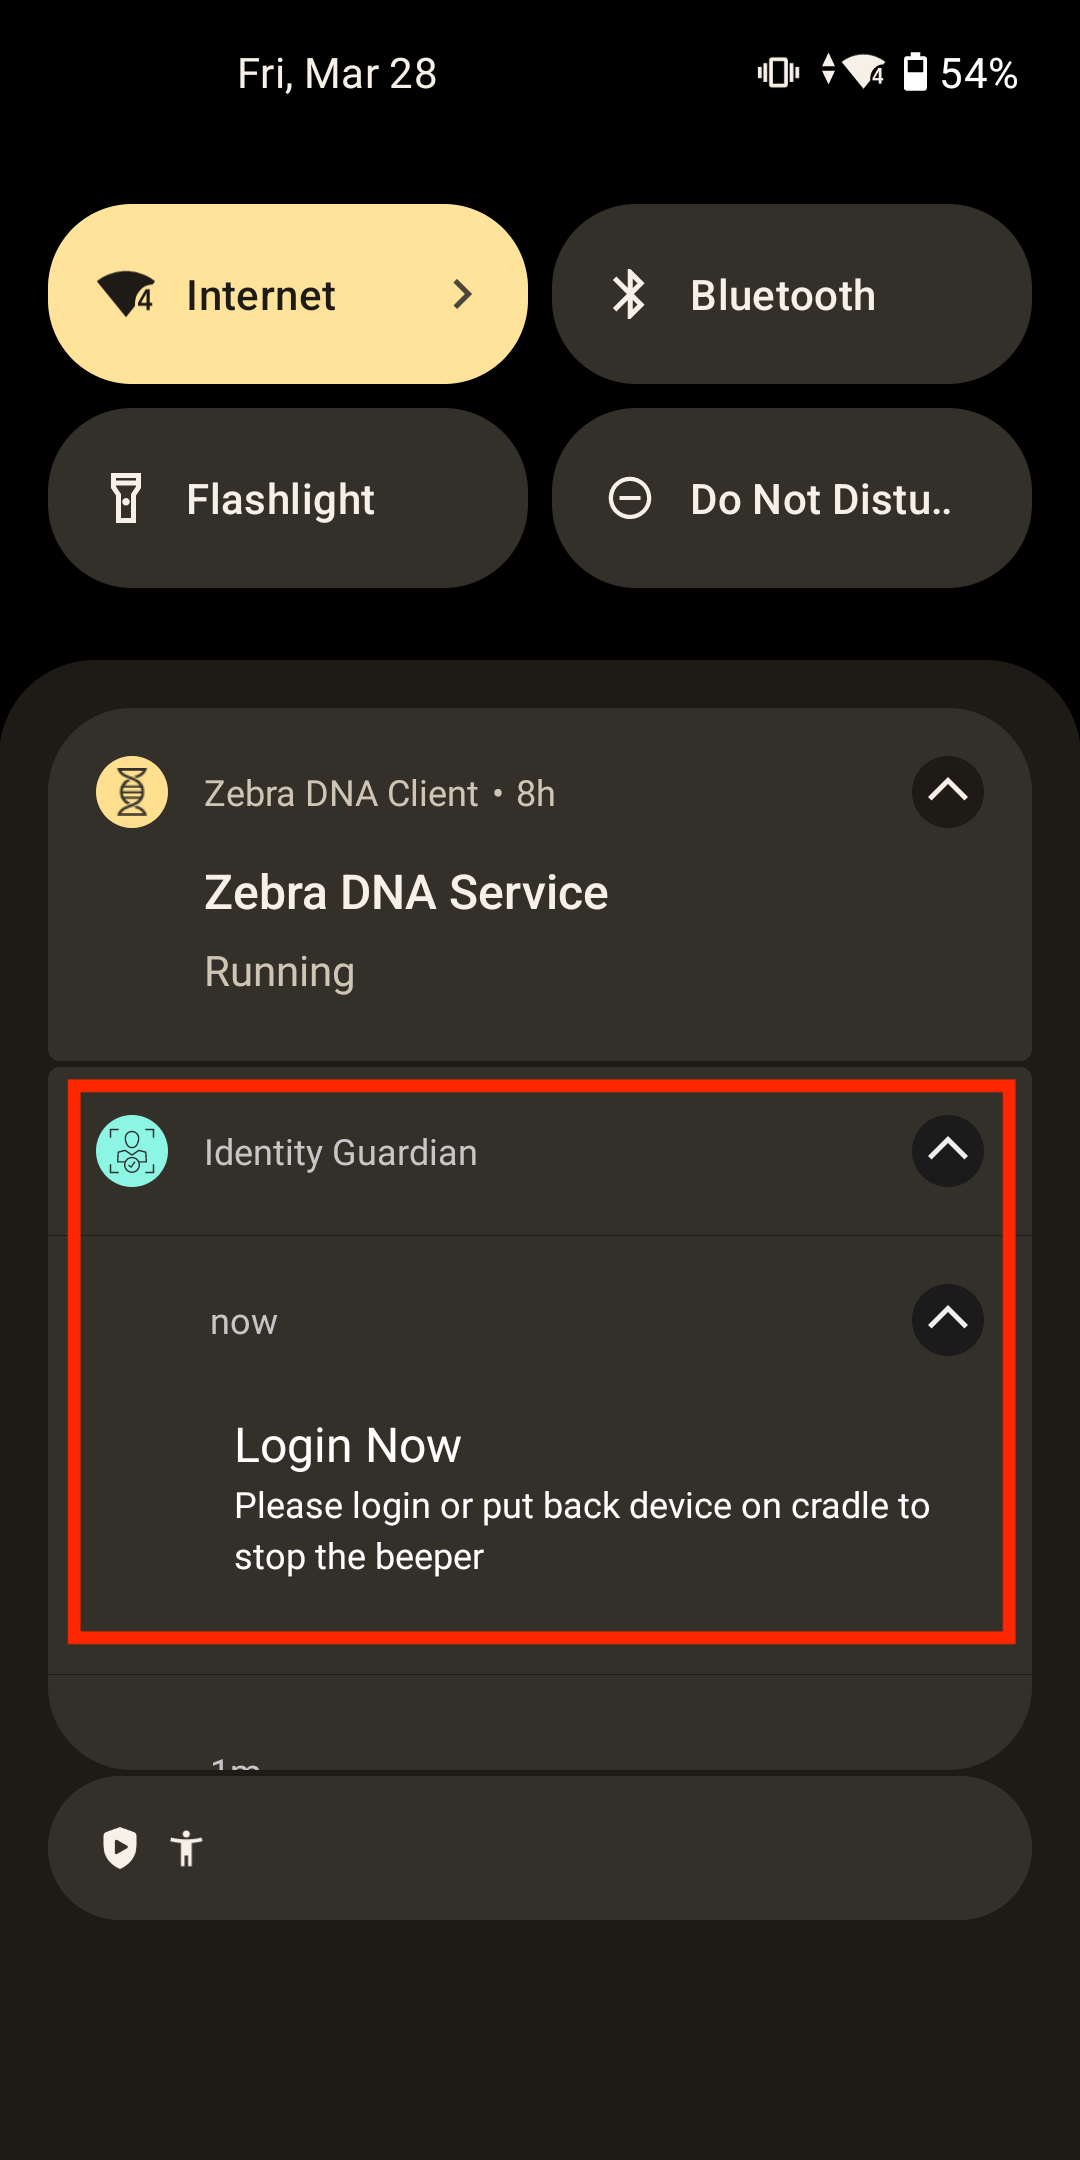 Fri, Mar 28
4 54%
4 Internet
Bluetooth
Flashlight
Do Not Distu..
Zebra DNA Client • 8h
Zebra DNA Service
Running
Identity Guardian
now
Login Now
Please login or put back device on cradle to
stop the beeper
1m